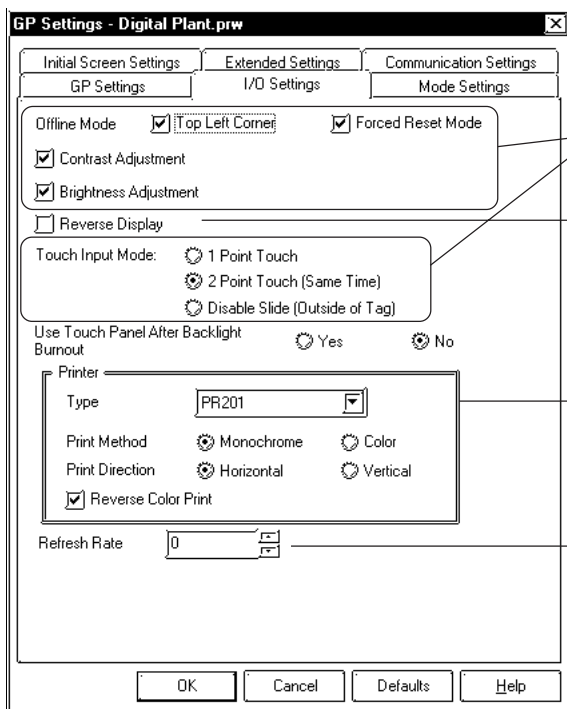 GP Settings - Digital Plant.prw
Initial Screen Settings Extended Settings Communication Settings
GP Settings I/O Settings Mode Settings
Offline Mode Top Left Corner Forced Reset Mode
Contrast Adjustment
Brightness Adjustment
Reverse Display
Touch Input Mode: 1 Point Touch
2 Point Touch (Same Time)
Disable Slide (Outside of Tag)
Use Touch Panel After Backlight
Burnout Yes No
Printer
Type PR201
Print Method Monochrome Color
Print Direction Horizontal Vertical
Reverse Color Print
Refresh Rate 0
OK Cancel Defaults Help